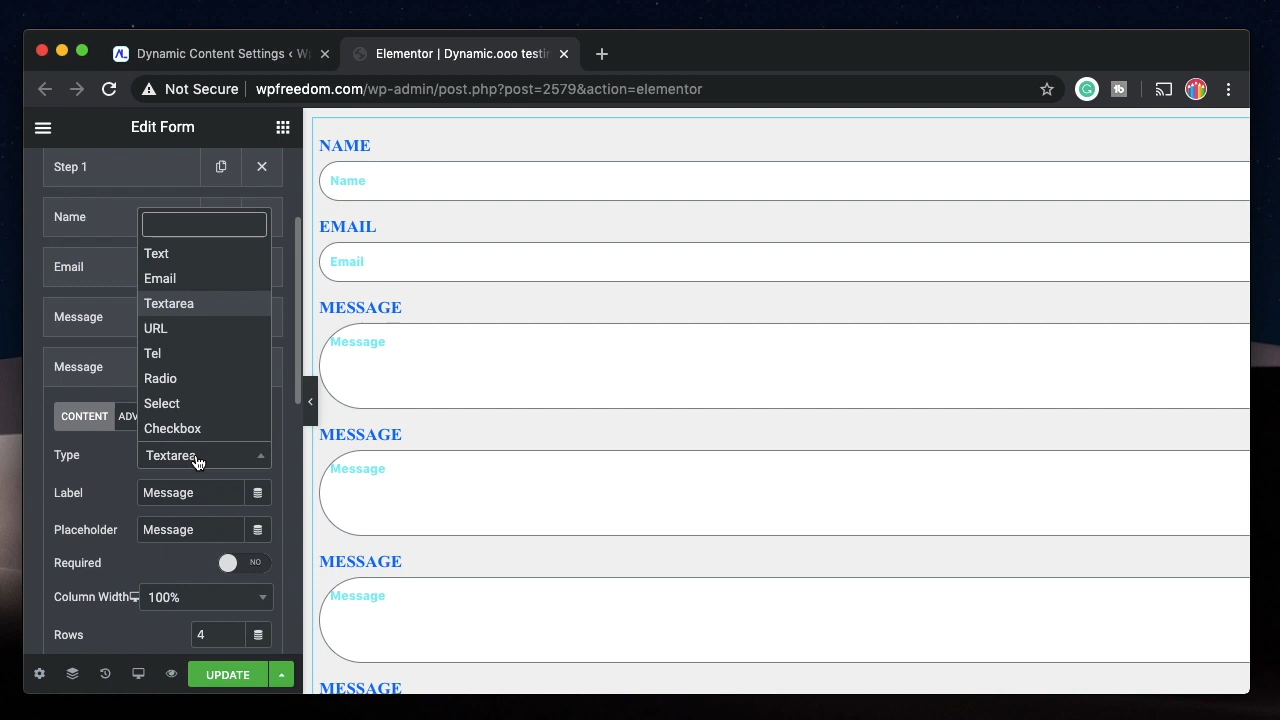 Dynamic Content Settings ‹ W
Elementor | Dynamic.ooo testin
Not Secure
wpfreedom.com/wp-admin/post.php?post=2579&action=elementor
Edit Form
Step 1
Name
Email
Message
Message
Text
Email
Textarea
URL
Tel
Radio
Select
Checkbox
CONTENT
ADV
Type
Textarea
Label
Message
Placeholder
Message
Required
NO
Column Width
100%
Rows
4
UPDATE
NAME
Name
EMAIL
Email
MESSAGE
Message
MESSAGE
Message
MESSAGE
Message
MESSAGE